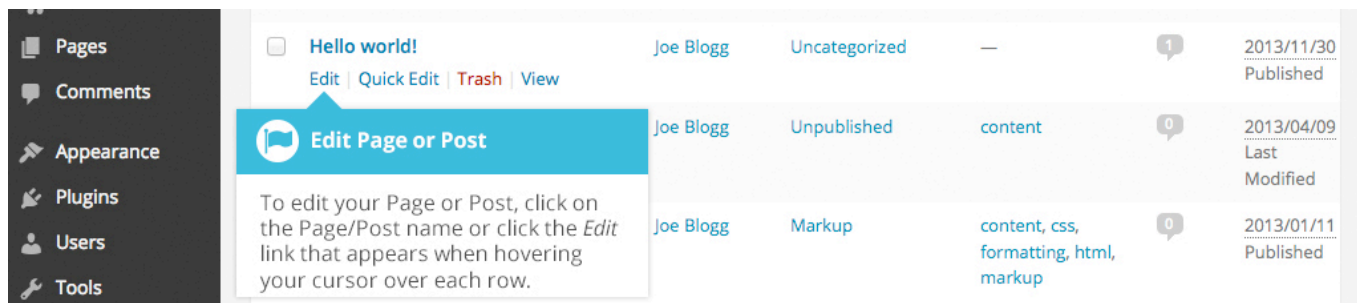 Pages
Comments
Appearance
Plugins
Users
Tools
Hello world!
Edit | Quick Edit | Trash | View
Joe Blogg
Uncategorized
—
1
2013/11/30
Published
Edit Page or Post
To edit your Page or Post, click on
the Page/Post name or click the Edit
link that appears when hovering
your cursor over each row.
Joe Blogg
Unpublished
content
0
2013/04/09
Last
Modified
Joe Blogg
Markup
content, css,
formatting, html,
markup
0
2013/01/11
Published